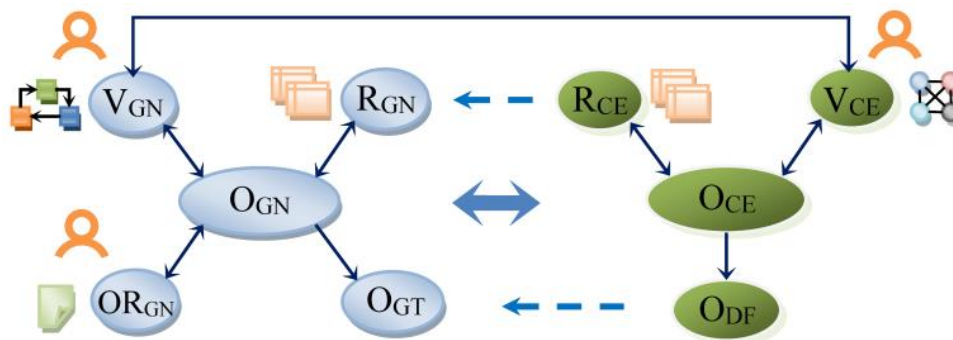 VGN
RGN
RCE
VCE
OGN
OCE
ORGN
OGT
ODF